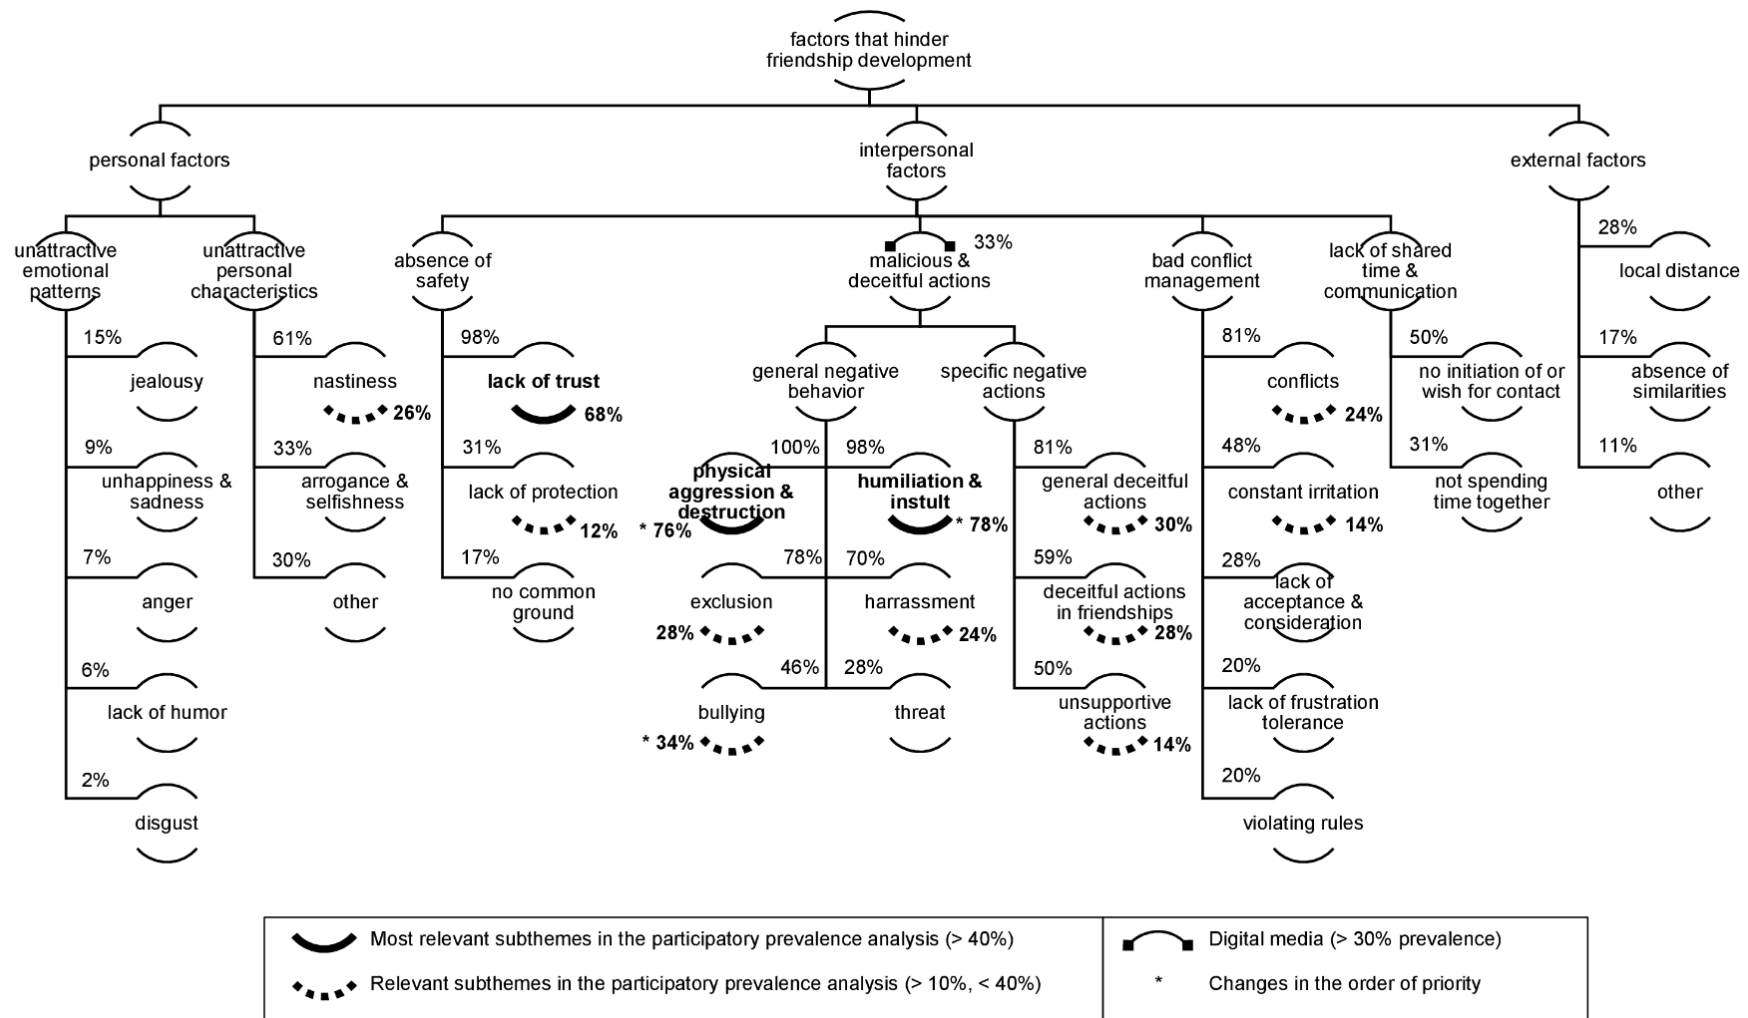 factors that hinder
friendship development
personal factors
interpersonal
factors
external factors
unattractive
emotional
patterns
15%
jealousy
9%
unhappiness &
sadness
7%
anger
6%
lack of humor
2%
disgust
unattractive
personal
characteristics
61%
nastiness
26%
33%
arrogance &
selfishness
30%
other
absence of
safety
98%
lack of trust
68%
31%
lack of protection
12%
17%
no common
ground
33%
malicious &
deceitful actions
general negative
behavior
100%
physical
aggression &
destruction
* 76%
98%
humiliation &
instult
* 78%
78%
exclusion
28%
70%
harrassment
24%
46%
bullying
* 34%
28%
threat
specific negative
actions
81%
general deceitful
actions
30%
59%
deceitful actions
in friendships
28%
50%
unsupportive
actions
14%
bad conflict
management
81%
conflicts
24%
48%
constant irritation
14%
28%
lack of
acceptance &
consideration
20%
lack of frustration
tolerance
20%
violating rules
lack of shared
time &
communication
50%
no initiation of or
wish for contact
31%
not spending
time together
28%
local distance
17%
absence of
similarities
11%
other
Most relevant subthemes in the participatory prevalence analysis (> 40%)
Relevant subthemes in the participatory prevalence analysis (> 10%, < 40%)
Digital media (> 30% prevalence)
* Changes in the order of priority